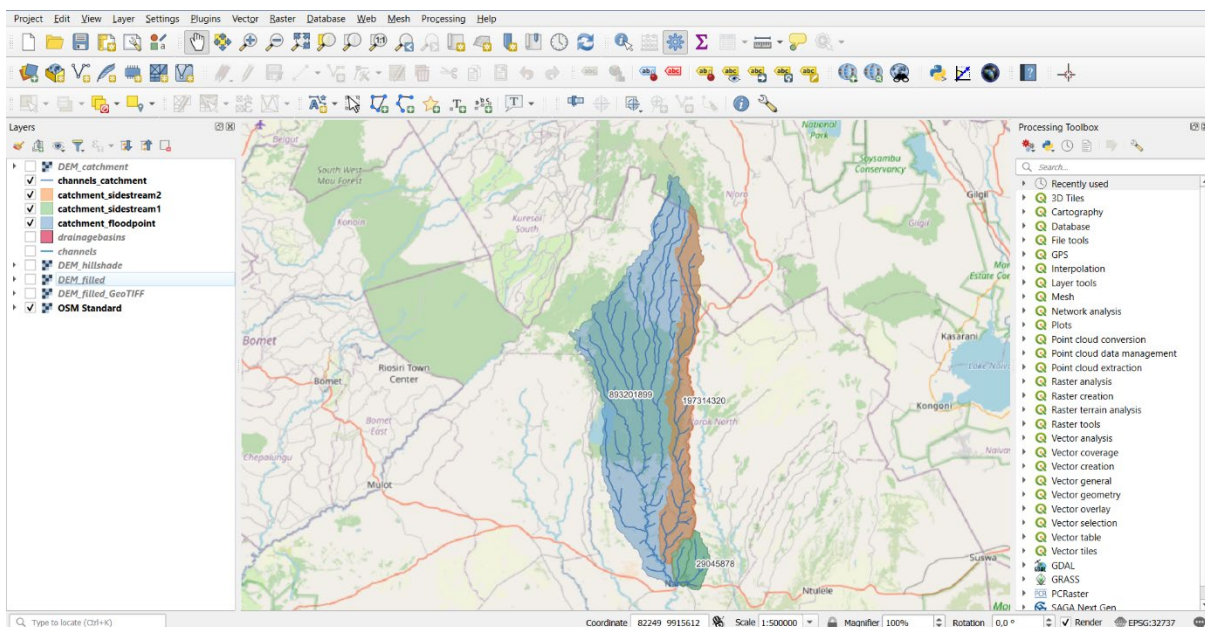 Project Edit View Layer Settings Plugins Vector Raster Database Web Mesh Processing Help
Layers
DEM_catchment
channels_catchment
catchment_sidestream2
catchment_sidestream1
catchment_floodpoint
drainagebasins
channels
DEM_hillshade
DEM_filled
DEM_filled_GeoTIFF
OSM Standard
South West
Mau Forest
Konoin
Kuresoi
South
Njoro
National
Park
Soysambu
Conservancy
Gilgil
Gilgil
Estate
Kasarani
Kongoni
Bomet
Bomet
Riosiri Town
Center
Bomet
East
Chepalungu
Mulot
893201899
197314320
29045878
Ntulele
Suswa
Processing Toolbox
Search...
Recently used
3D Tiles
Cartography
Database
File tools
GPS
Interpolation
Layer tools
Mesh
Network analysis
Plots
Point cloud conversion
Point cloud data management
Point cloud extraction
Raster analysis
Raster creation
Raster terrain analysis
Raster tools
Vector analysis
Vector coverage
Vector creation
Vector general
Vector geometry
Vector overlay
Vector selection
Vector table
Vector tiles
GDAL
GRASS
PCRaster
SAGA Next Gen
Type to locate (Ctrl+K)
Coordinate 82249 9915612 Scale 1:500000 Magnifier 100% Rotation 0,0 ° Render EPSG:32737